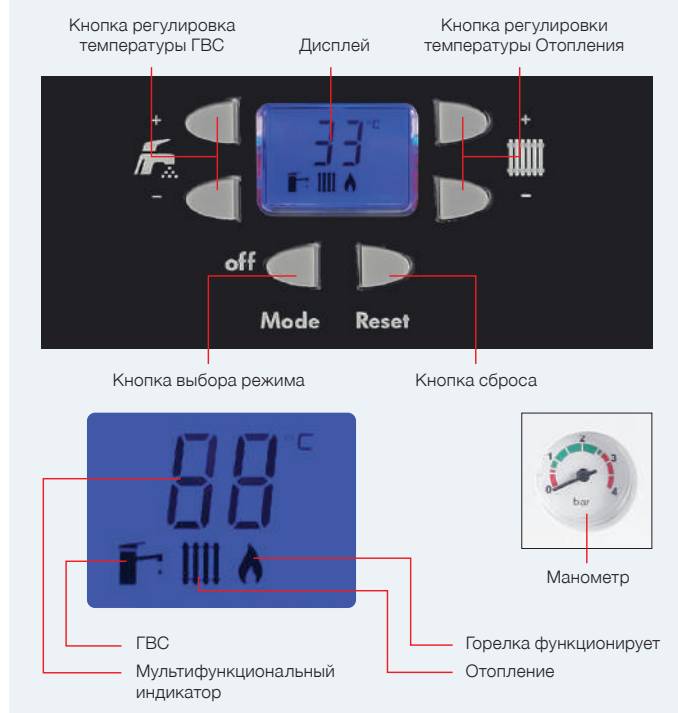 Кнопка регулировка
температуры ГВС
Дисплей
Кнопка регулировки
температуры Отопления
+
+
33 °C
-
-
off
Mode
Reset
Кнопка выбора режима
Кнопка сброса
88 °C
0 1 2 3 4
bar
Манометр
ГВС
Горелка функционирует
Мультифункциональный
индикатор
Отопление